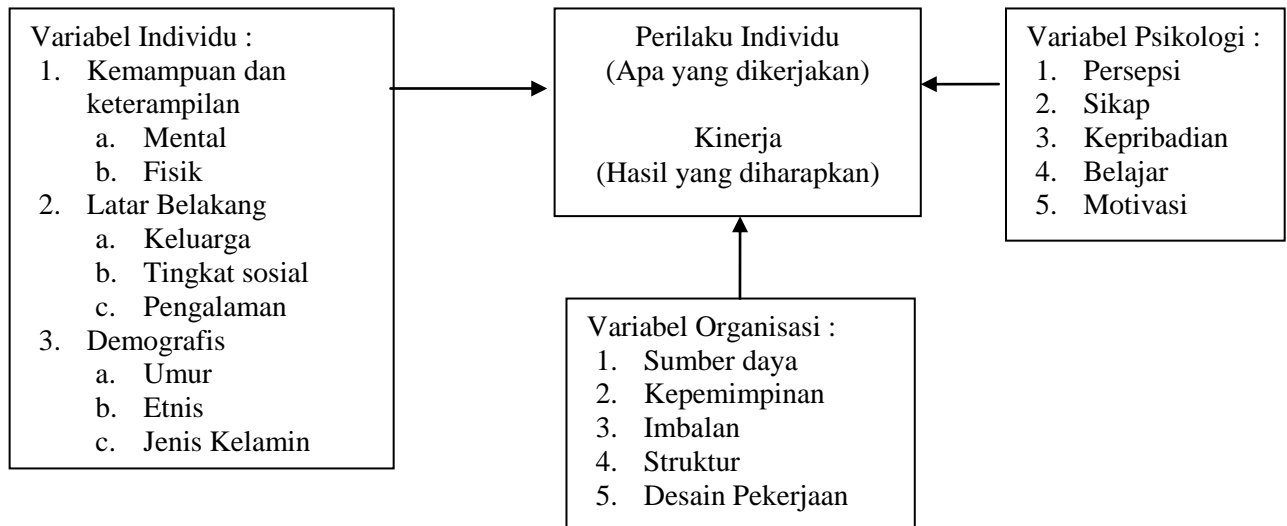 Variabel Individu :
1. Kemampuan dan
keterampilan
a. Mental
b. Fisik
2. Latar Belakang
a. Keluarga
b. Tingkat sosial
c. Pengalaman
3. Demografis
a. Umur
b. Etnis
c. Jenis Kelamin
Perilaku Individu
(Apa yang dikerjakan)
Kinerja
(Hasil yang diharapkan)
Variabel Psikologi :
1. Persepsi
2. Sikap
3. Kepribadian
4. Belajar
5. Motivasi
Variabel Organisasi :
1. Sumber daya
2. Kepemimpinan
3. Imbalan
4. Struktur
5. Desain Pekerjaan